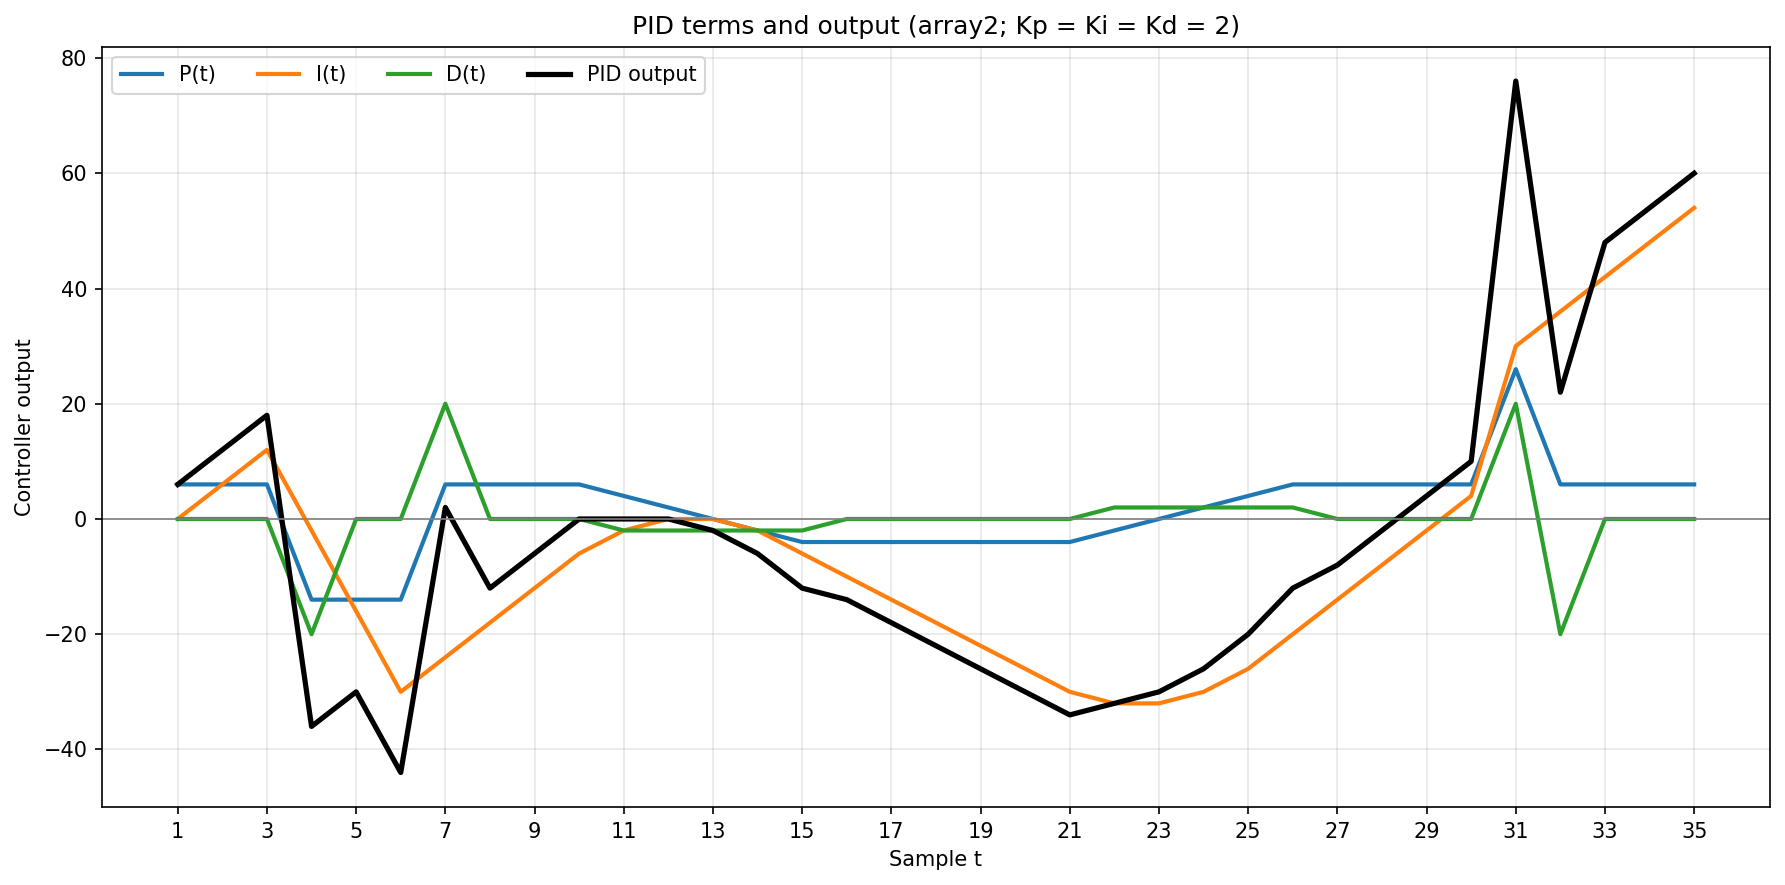 PID terms and output (array2; Kp = Ki = Kd = 2)
P(t) I(t) D(t) PID output
80
60
40
20
0
−20
−40
Controller output
1 3 5 7 9 11 13 15 17 19 21 23 25 27 29 31 33 35
Sample t